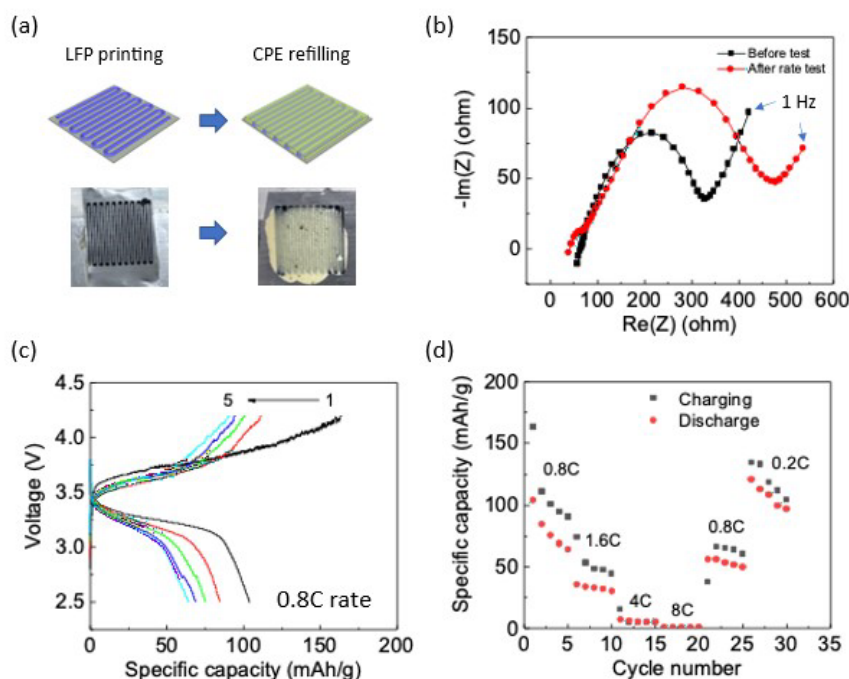 (a)
LFP printing
CPE refilling
(b)
Before test
After rate test
1 Hz
-Im(Z) (ohm)
150
100
50
0
0 100 200 300 400 500 600
Re(Z) (ohm)
(c)
5 1
Voltage (V)
4.5
4.0
3.5
3.0
2.5
0.8C rate
0 50 100 150 200
Specific capacity (mAh/g)
(d)
Charging
Discharge
Specific capacity (mAh/g)
200
150
100
50
0
0.8C
1.6C
4C
8C
0.8C
0.2C
0 5 10 15 20 25 30 35
Cycle number